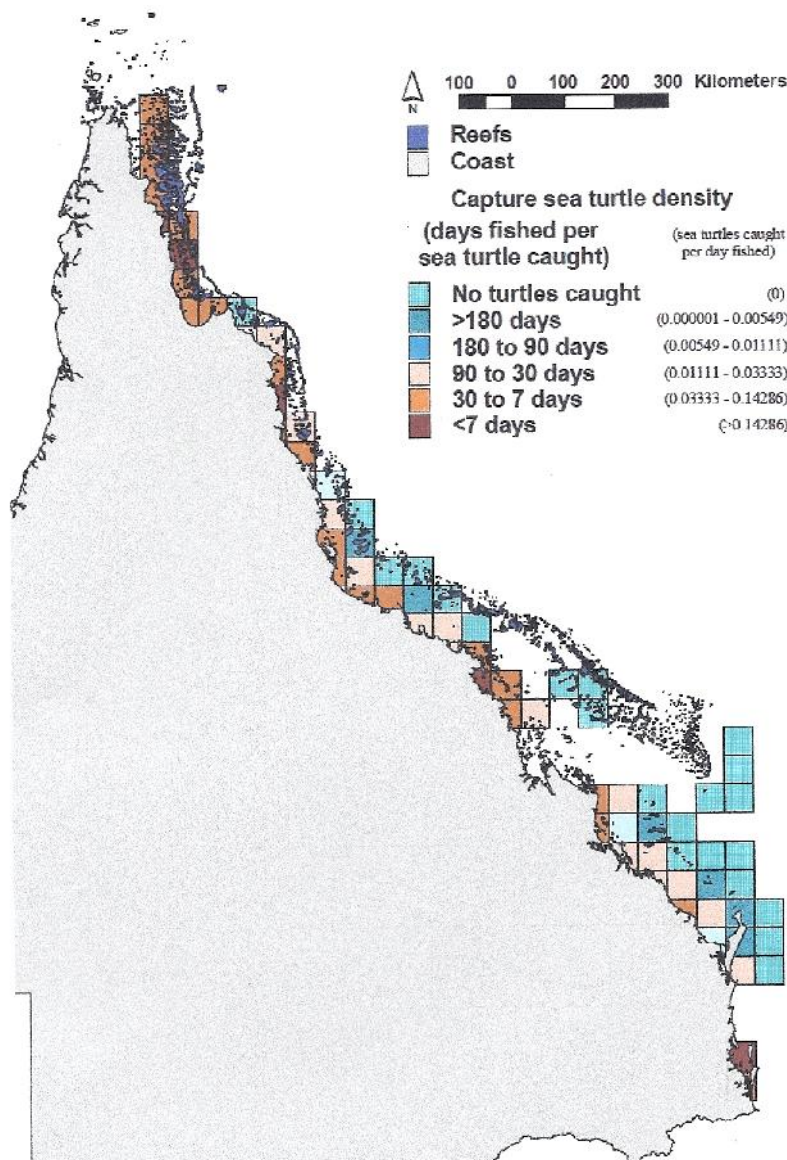 100 0 100 200 300 Kilometers
N
Reefs
Coast
Capture sea turtle density
(days fished per
sea turtle caught)
(sea turtles caught
per day fished)
No turtles caught (0)
>180 days (0.000001 - 0.00549)
180 to 90 days (0.00549 - 0.01111)
90 to 30 days (0.01111 - 0.03333)
30 to 7 days (0.03333 - 0.14286)
<7 days (>0.14286)